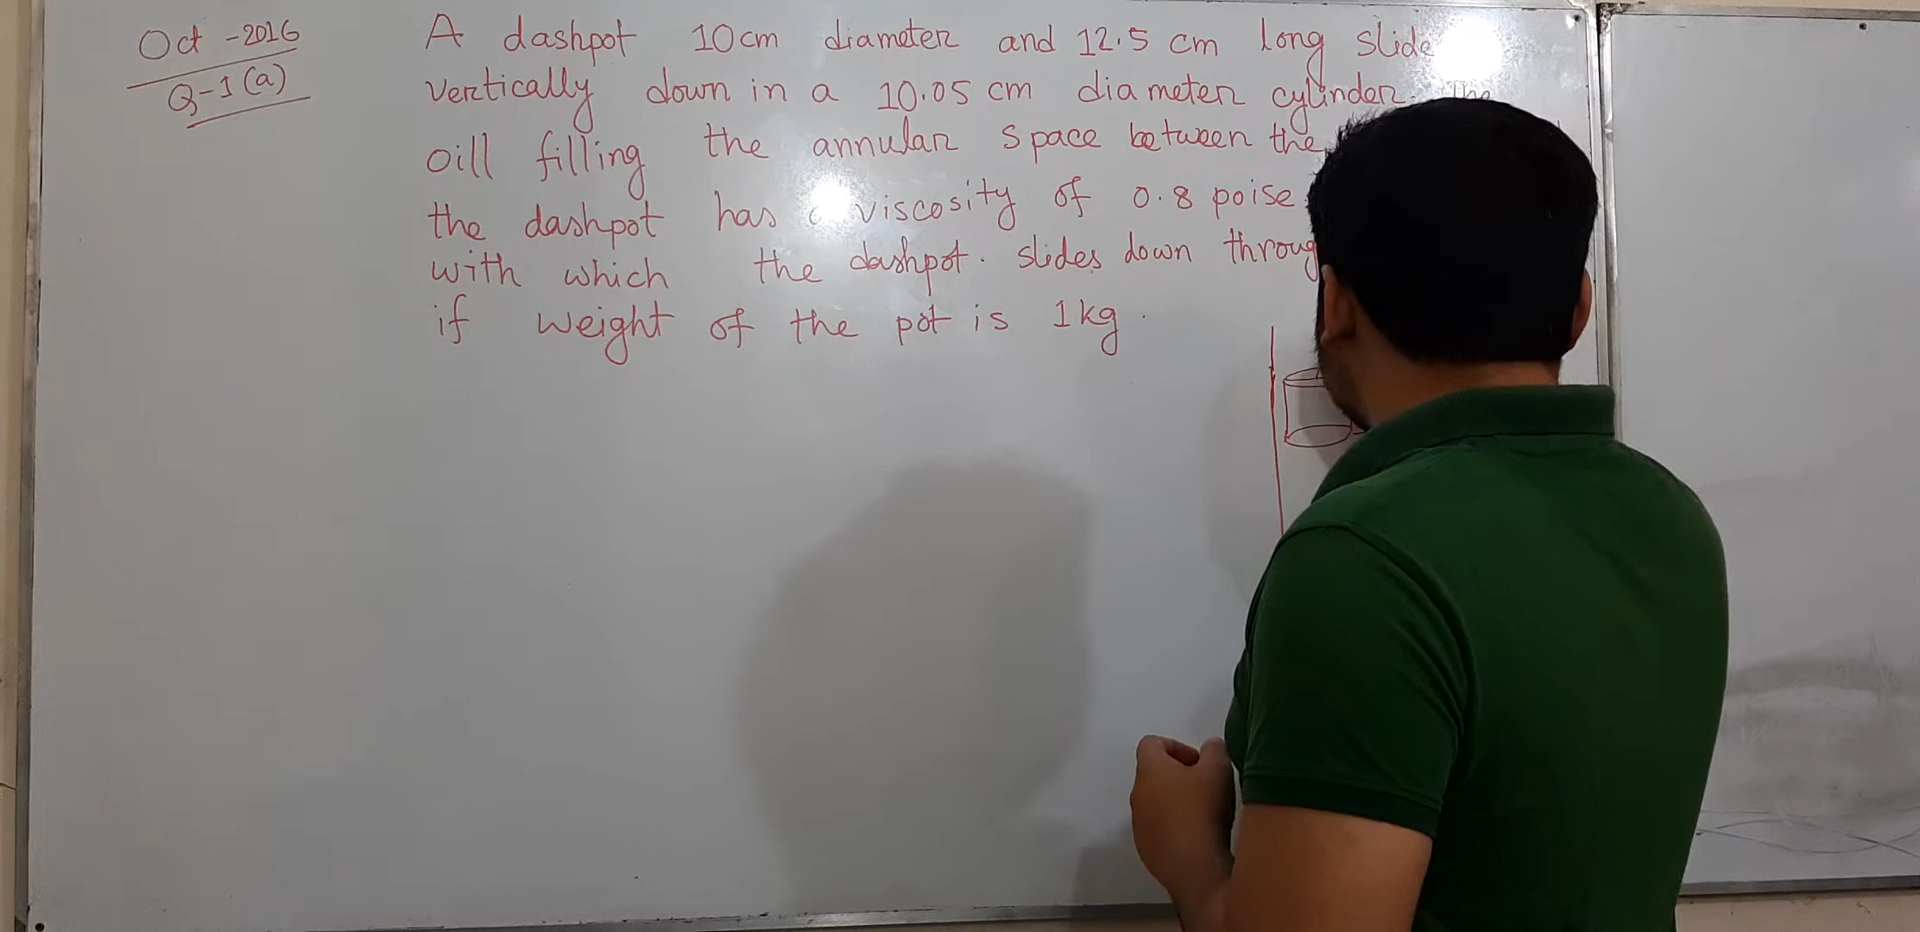 Oct - 2016
Q-1 (a)
A dashpot 10cm diameter and 12.5 cm long slide
vertically down in a 10.05 cm diameter cylinder. The
oill filling the annular space between the
the dashpot has a viscosity of 0.8 poise
with which the dashpot. slides down
if weight of the pot is 1kg.